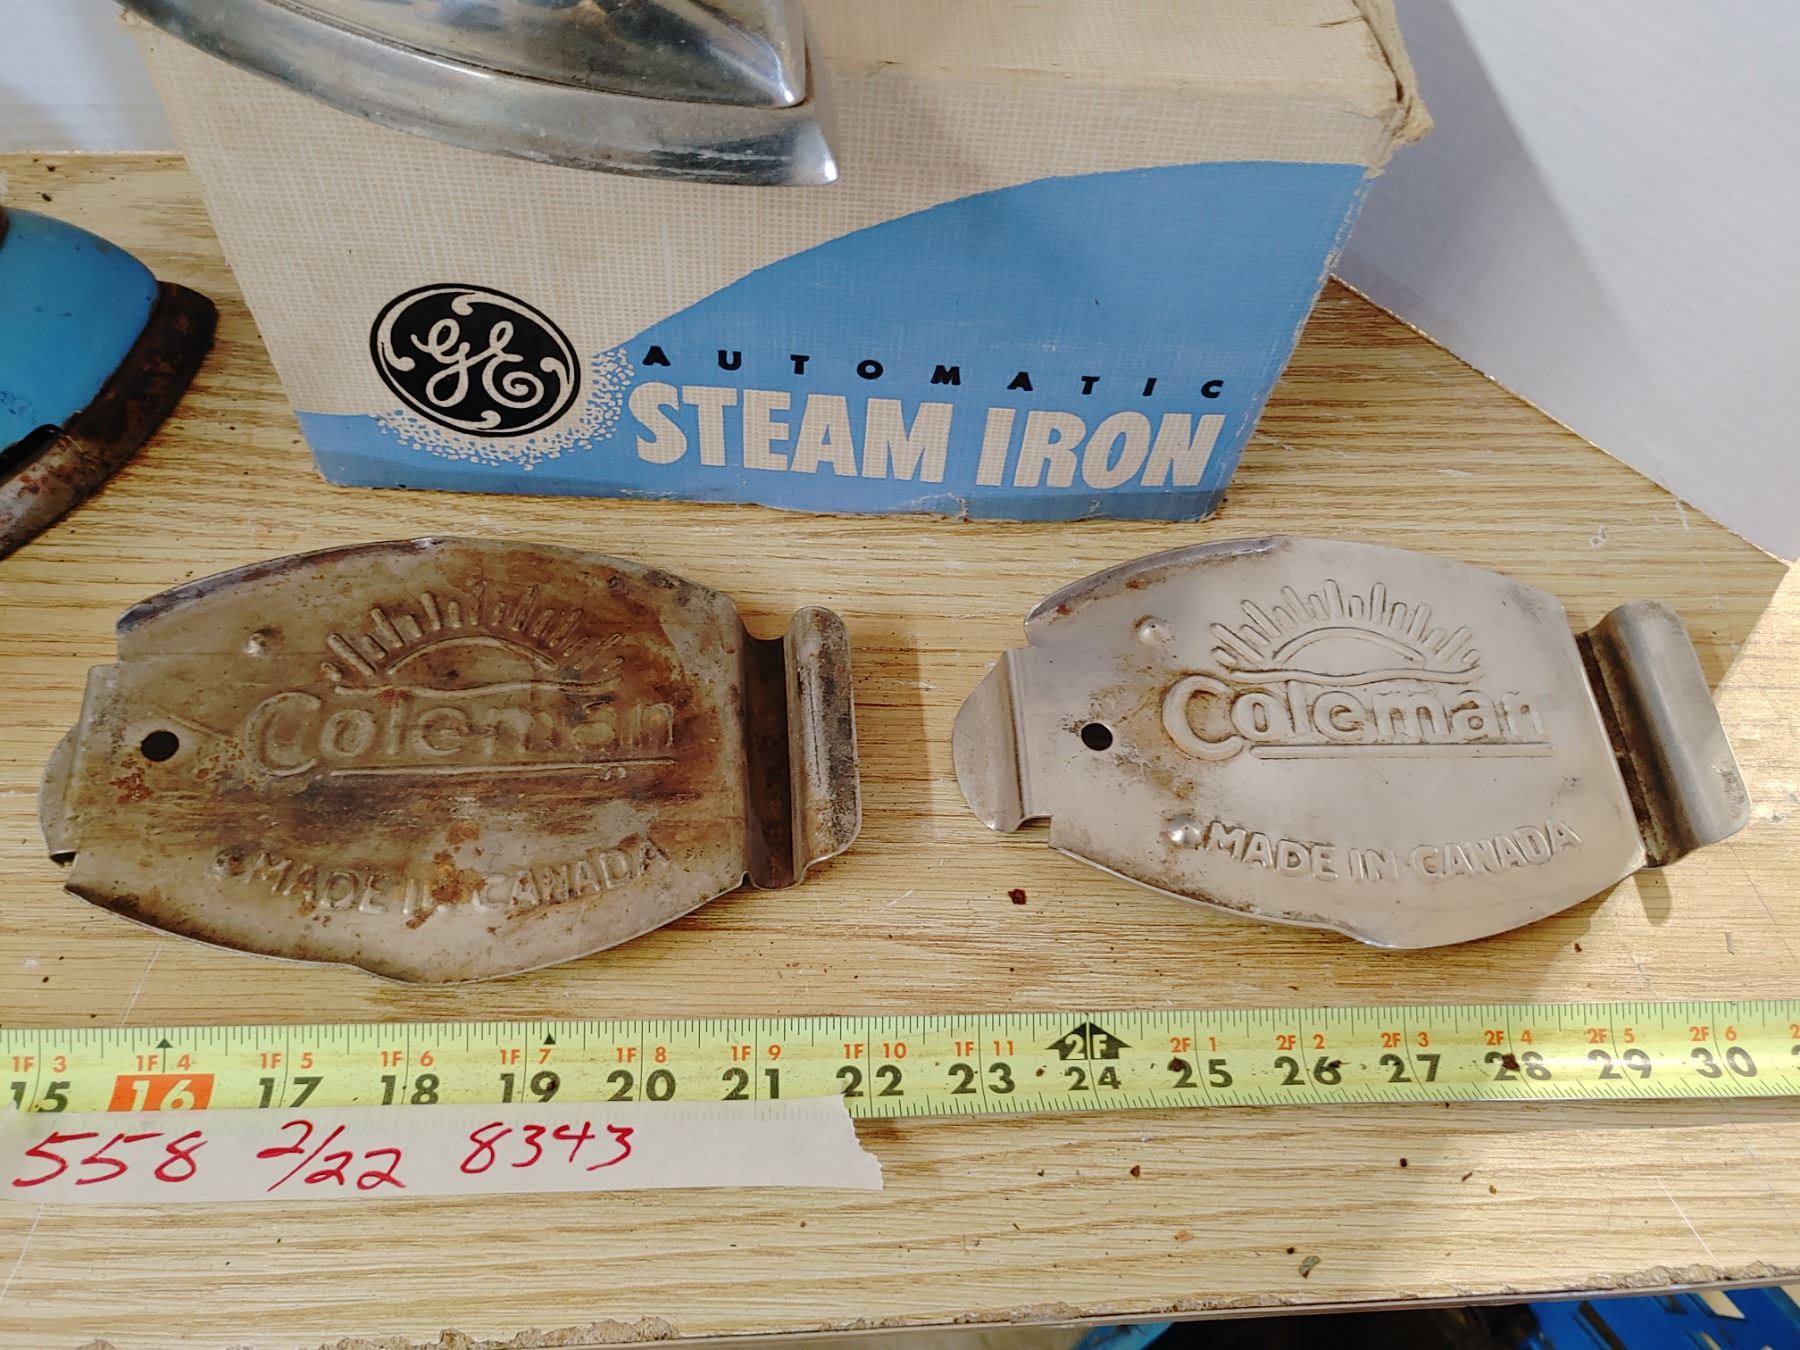 GE
AUTOMATIC
STEAM IRON
Coleman
MADE IN CANADA
Coleman
MADE IN CANADA
1F 3 1F 4 1F 5 1F 6 1F 7 1F 8 1F 9 1F 10 1F 11 2F 2F 1 2F 2 2F 3 2F 4 2F 5 2F 6
15 16 17 18 19 20 21 22 23 24 25 26 27 28 29 30
558 2/22 8343